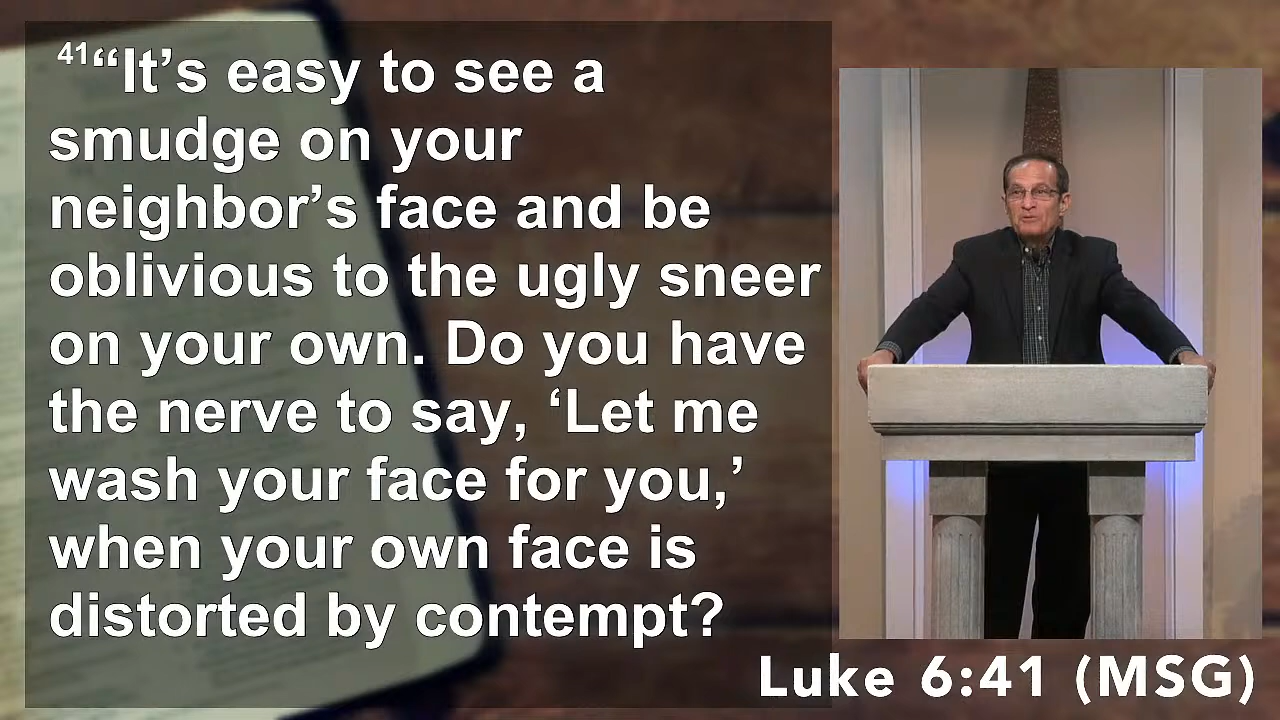 41“It’s easy to see a
smudge on your
neighbor’s face and be
oblivious to the ugly sneer
on your own. Do you have
the nerve to say, ‘Let me
wash your face for you,’
when your own face is
distorted by contempt?
Luke 6:41 (MSG)